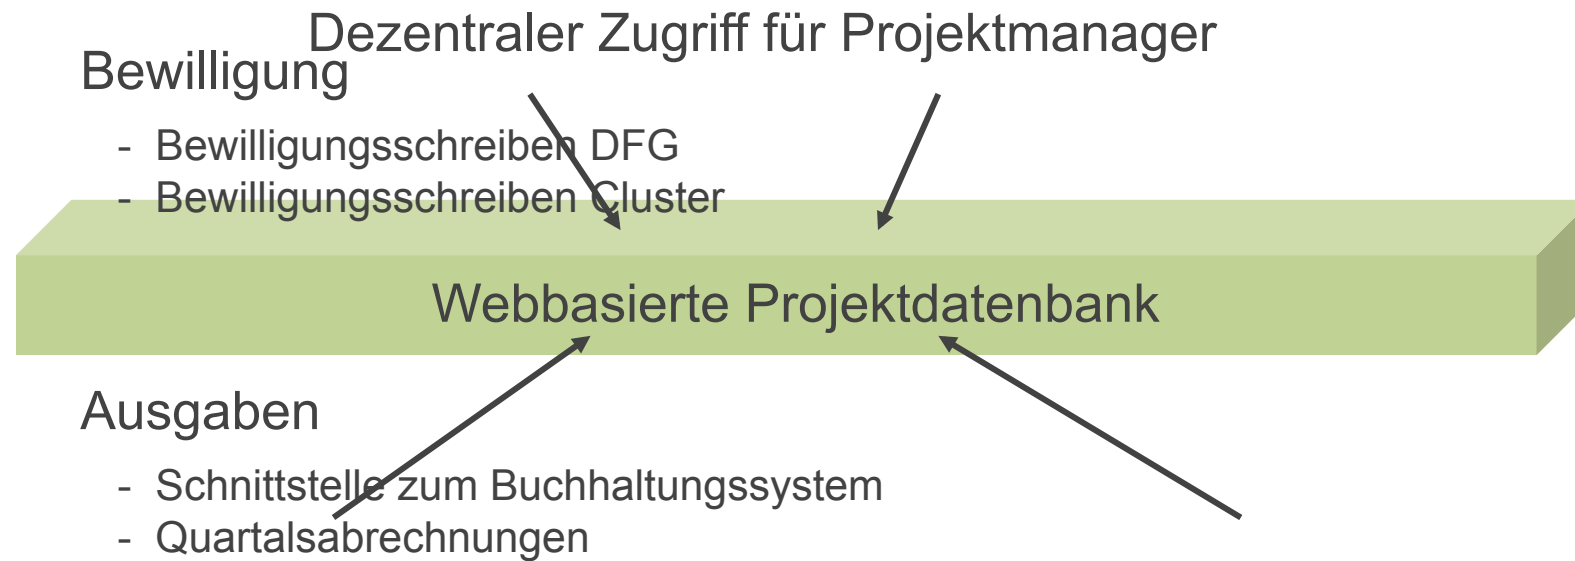 Dezentraler Zugriff für Projektmanager
Bewilligung
- Bewilligungsschreiben DFG
- Bewilligungsschreiben Cluster
Webbasierte Projektdatenbank
Ausgaben
- Schnittstelle zum Buchhaltungssystem
- Quartalsabrechnungen